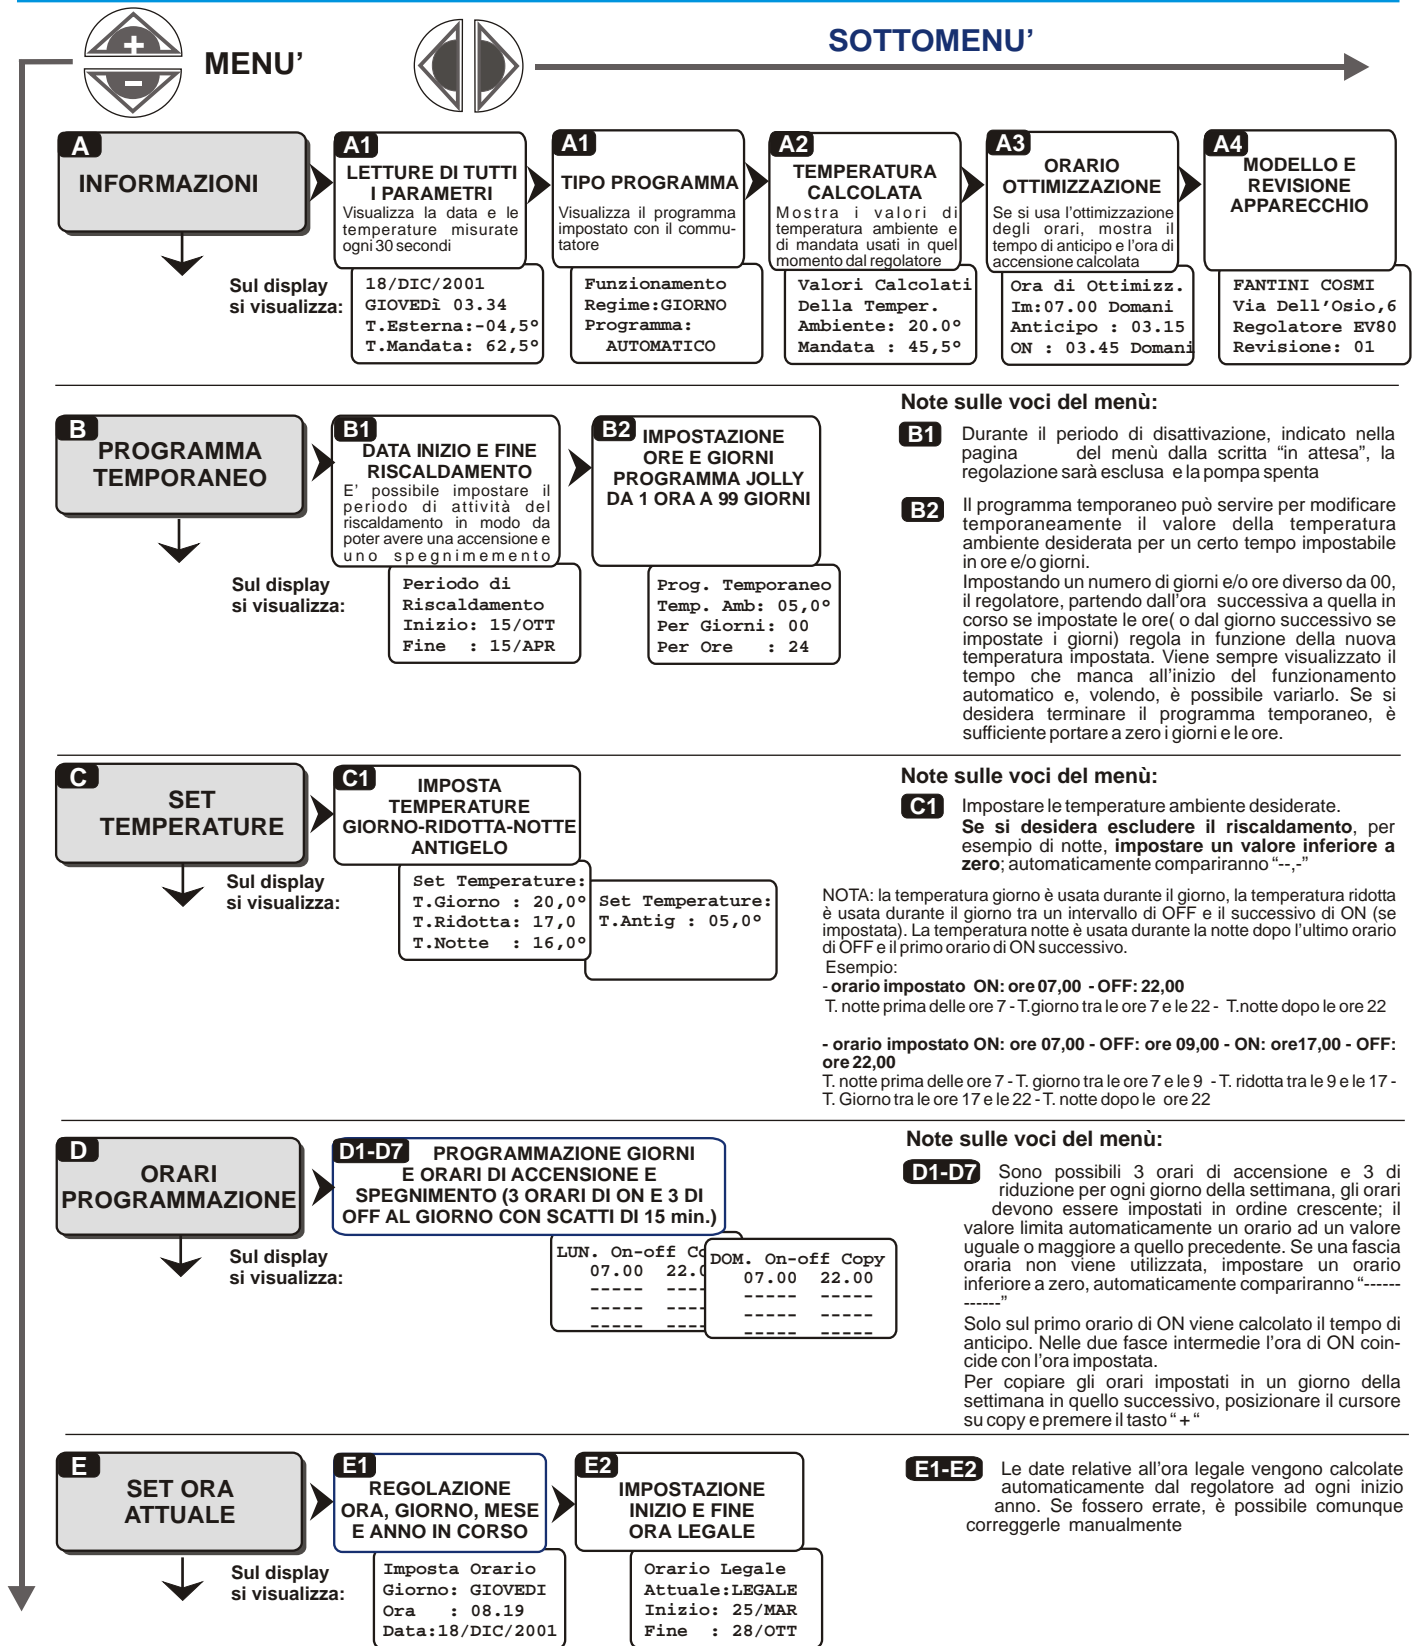 MENU’
SOTTOMENU’
A
INFORMAZIONI
A1
LETTURE DI TUTTI
I PARAMETRI
Visualizza la data e le
temperature misurate
ogni 30 secondi
A1
TIPO PROGRAMMA
Visualizza il programma
impostato con il commu-
tatore
A2
TEMPERATURA
CALCOLATA
Mostra i valori di
temperatura ambiente e
di mandata usati in quel
momento dal regolatore
A3
ORARIO
OTTIMIZZAZIONE
Se si usa l’ottimizzazione
degli orari, mostra il
tempo di anticipo e l’ora di
accensione calcolata
A4
MODELLO E
REVISIONE
APPARECCHIO
Sul display
si visualizza:
18/DIC/2001
GIOVEDì 03.34
T.Esterna:-04,5°
T.Mandata: 62,5°
Funzionamento
Regime:GIORNO
Programma:
AUTOMATICO
Valori Calcolati
Della Temper.
Ambiente: 20.0°
Mandata : 45,5°
Ora di Ottimizz.
Im:07.00 Domani
Anticipo : 03.15
ON : 03.45 Domani
FANTINI COSMI
Via Dell’Osio,6
Regolatore EV80
Revisione: 01
B
PROGRAMMA
TEMPORANEO
B1
DATA INIZIO E FINE
RISCALDAMENTO
E’ possibile impostare il
periodo di attività del
riscaldamento in modo da
poter avere una accensione e
uno spegnimemento
B2
IMPOSTAZIONE
ORE E GIORNI
PROGRAMMA JOLLY
DA 1 ORA A 99 GIORNI
Sul display
si visualizza:
Periodo di
Riscaldamento
Inizio: 15/OTT
Fine : 15/APR
Prog. Temporaneo
Temp. Amb: 05,0°
Per Giorni: 00
Per Ore : 24
Note sulle voci del menù:
B1 Durante il periodo di disattivazione, indicato nella
pagina del menù dalla scritta “in attesa”, la
regolazione sarà esclusa e la pompa spenta
B2 Il programma temporaneo può servire per modificare
temporaneamente il valore della temperatura
ambiente desiderata per un certo tempo impostabile
in ore e/o giorni.
Impostando un numero di giorni e/o ore diverso da 00,
il regolatore, partendo dall’ora successiva a quella in
corso se impostate le ore( o dal giorno successivo se
impostate i giorni) regola in funzione della nuova
temperatura impostata. Viene sempre visualizzato il
tempo che manca all’inizio del funzionamento
automatico e, volendo, è possibile variarlo. Se si
desidera terminare il programma temporaneo, è
sufficiente portare a zero i giorni e le ore.
C
SET
TEMPERATURE
C1
IMPOSTA
TEMPERATURE
GIORNO-RIDOTTA-NOTTE
ANTIGELO
Sul display
si visualizza:
Set Temperature:
T.Giorno : 20,0°
T.Ridotta: 17,0
T.Notte : 16,0°
Set Temperature:
T.Antig : 05,0°
Note sulle voci del menù:
C1 Impostare le temperature ambiente desiderate.
Se si desidera escludere il riscaldamento, per
esempio di notte, impostare un valore inferiore a
zero; automaticamente compariranno “--,-”
NOTA: la temperatura giorno è usata durante il giorno, la temperatura ridotta
è usata durante il giorno tra un intervallo di OFF e il successivo di ON (se
impostata). La temperatura notte è usata durante la notte dopo l’ultimo orario
di OFF e il primo orario di ON successivo.
Esempio:
- orario impostato ON: ore 07,00 - OFF: 22,00
T. notte prima delle ore 7 - T.giorno tra le ore 7 e le 22 - T.notte dopo le ore 22
- orario impostato ON: ore 07,00 - OFF: ore 09,00 - ON: ore17,00 - OFF:
ore 22,00
T. notte prima delle ore 7 - T. giorno tra le ore 7 e le 9 - T. ridotta tra le 9 e le 17 -
T. Giorno tra le ore 17 e le 22 - T. notte dopo le ore 22
D
ORARI
PROGRAMMAZIONE
D1-D7 PROGRAMMAZIONE GIORNI
E ORARI DI ACCENSIONE E
SPEGNIMENTO (3 ORARI DI ON E 3 DI
OFF AL GIORNO CON SCATTI DI 15 min.)
Sul display
si visualizza:
LUN. On-off Co
07.00 22.0
----- -----
----- -----
----- -----
DOM. On-off Copy
07.00 22.00
----- -----
----- -----
----- -----
Note sulle voci del menù:
D1-D7 Sono possibili 3 orari di accensione e 3 di
riduzione per ogni giorno della settimana, gli orari
devono essere impostati in ordine crescente; il
valore limita automaticamente un orario ad un valore
uguale o maggiore a quello precedente. Se una fascia
oraria non viene utilizzata, impostare un orario
inferiore a zero, automaticamente compariranno “------
------”
Solo sul primo orario di ON viene calcolato il tempo di
anticipo. Nelle due fasce intermedie l’ora di ON coin-
cide con l’ora impostata.
Per copiare gli orari impostati in un giorno della
settimana in quello successivo, posizionare il cursore
su copy e premere il tasto “ + “
E
SET ORA
ATTUALE
E1
REGOLAZIONE
ORA, GIORNO, MESE
E ANNO IN CORSO
E2
IMPOSTAZIONE
INIZIO E FINE
ORA LEGALE
Sul display
si visualizza:
Imposta Orario
Giorno: GIOVEDI
Ora : 08.19
Data:18/DIC/2001
Orario Legale
Attuale:LEGALE
Inizio: 25/MAR
Fine : 28/OTT
E1-E2 Le date relative all’ora legale vengono calcolate
automaticamente dal regolatore ad ogni inizio
anno. Se fossero errate, è possibile comunque
correggerle manualmente